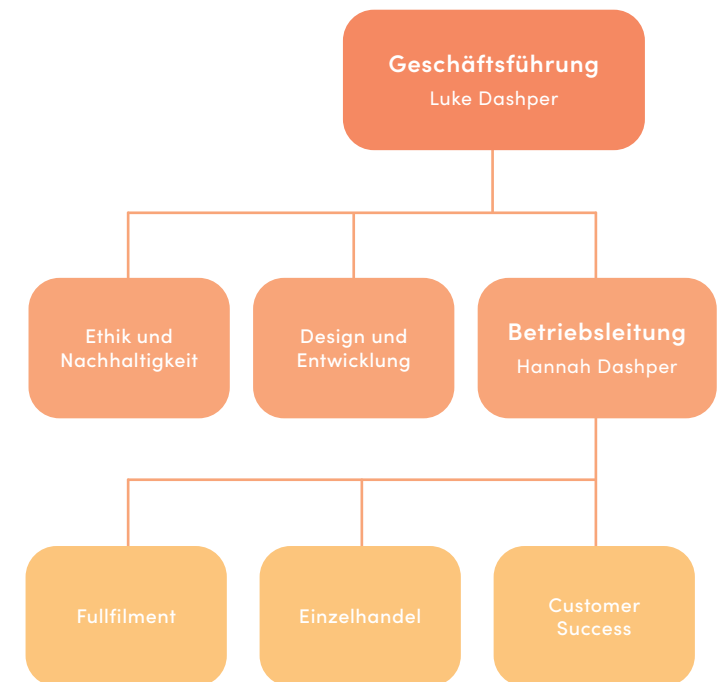 Geschäftsführung
Luke Dashper
Ethik und
Nachhaltigkeit
Design und
Entwicklung
Betriebsleitung
Hannah Dashper
Fullfilment
Einzelhandel
Customer
Success